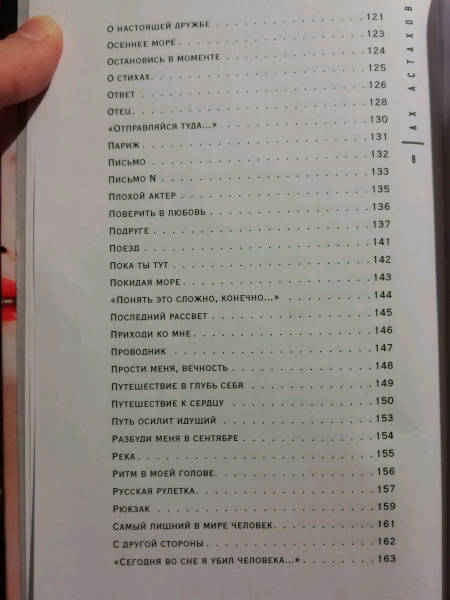 О настоящей дружбе . . . . . . . . . . 121
Осеннее море . . . . . . . . . . 123
Остановись в моменте . . . . . . . . . . 124
О стихах . . . . . . . . . . 125
Ответ . . . . . . . . . . 126
Отец . . . . . . . . . . 128
«Отправляйся туда...» . . . . . . . . . . 130
Париж . . . . . . . . . . 131
Письмо . . . . . . . . . . 132
Письмо N . . . . . . . . . . 133
Плохой актер . . . . . . . . . . 135
Поверить в любовь . . . . . . . . . . 136
Подруге . . . . . . . . . . 137
Поезд . . . . . . . . . . 141
Пока ты тут . . . . . . . . . . 142
Покидая море . . . . . . . . . . 143
«Понять это сложно, конечно...» . . . . . . . . . . 144
Последний рассвет . . . . . . . . . . 145
Приходи ко мне . . . . . . . . . . 146
Проводник . . . . . . . . . . 147
Прости меня, вечность . . . . . . . . . . 148
Путешествие в глубь себя . . . . . . . . . . 149
Путешествие к сердцу . . . . . . . . . . 150
Путь осилит идущий . . . . . . . . . . 153
Разбуди меня в сентябре . . . . . . . . . . 154
Река . . . . . . . . . . 155
Ритм в моей голове . . . . . . . . . . 156
Русская рулетка . . . . . . . . . . 157
Рюкзак . . . . . . . . . . 159
Самый лишний в мире человек . . . . . . . . . . 161
С другой стороны . . . . . . . . . . 162
«Сегодня во сне я убил человека...» . . . . . . . . . . 163
8 | АХ АСТАХОВ